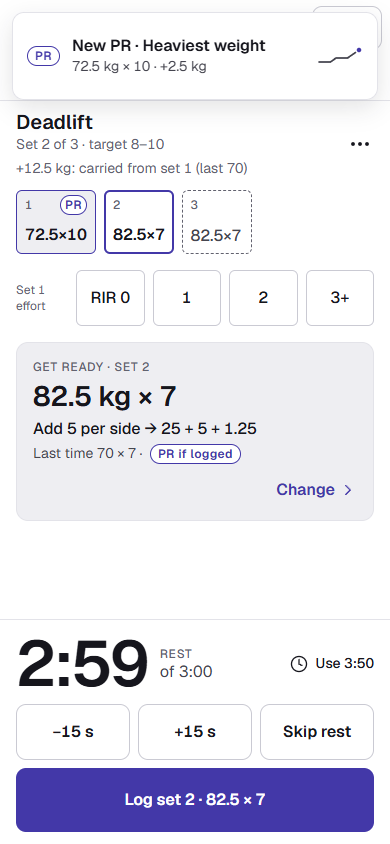 PR
New PR · Heaviest weight
72.5 kg × 10 · +2.5 kg
Deadlift
Set 2 of 3 · target 8–10
+12.5 kg: carried from set 1 (last 70)
1 PR
72.5×10
2
82.5×7
3
82.5×7
Set 1 effort
RIR 0
1
2
3+
GET READY · SET 2
82.5 kg × 7
Add 5 per side → 25 + 5 + 1.25
Last time 70 × 7 · PR if logged
Change
2:59
REST
of 3:00
Use 3:50
−15 s
+15 s
Skip rest
Log set 2 · 82.5 × 7